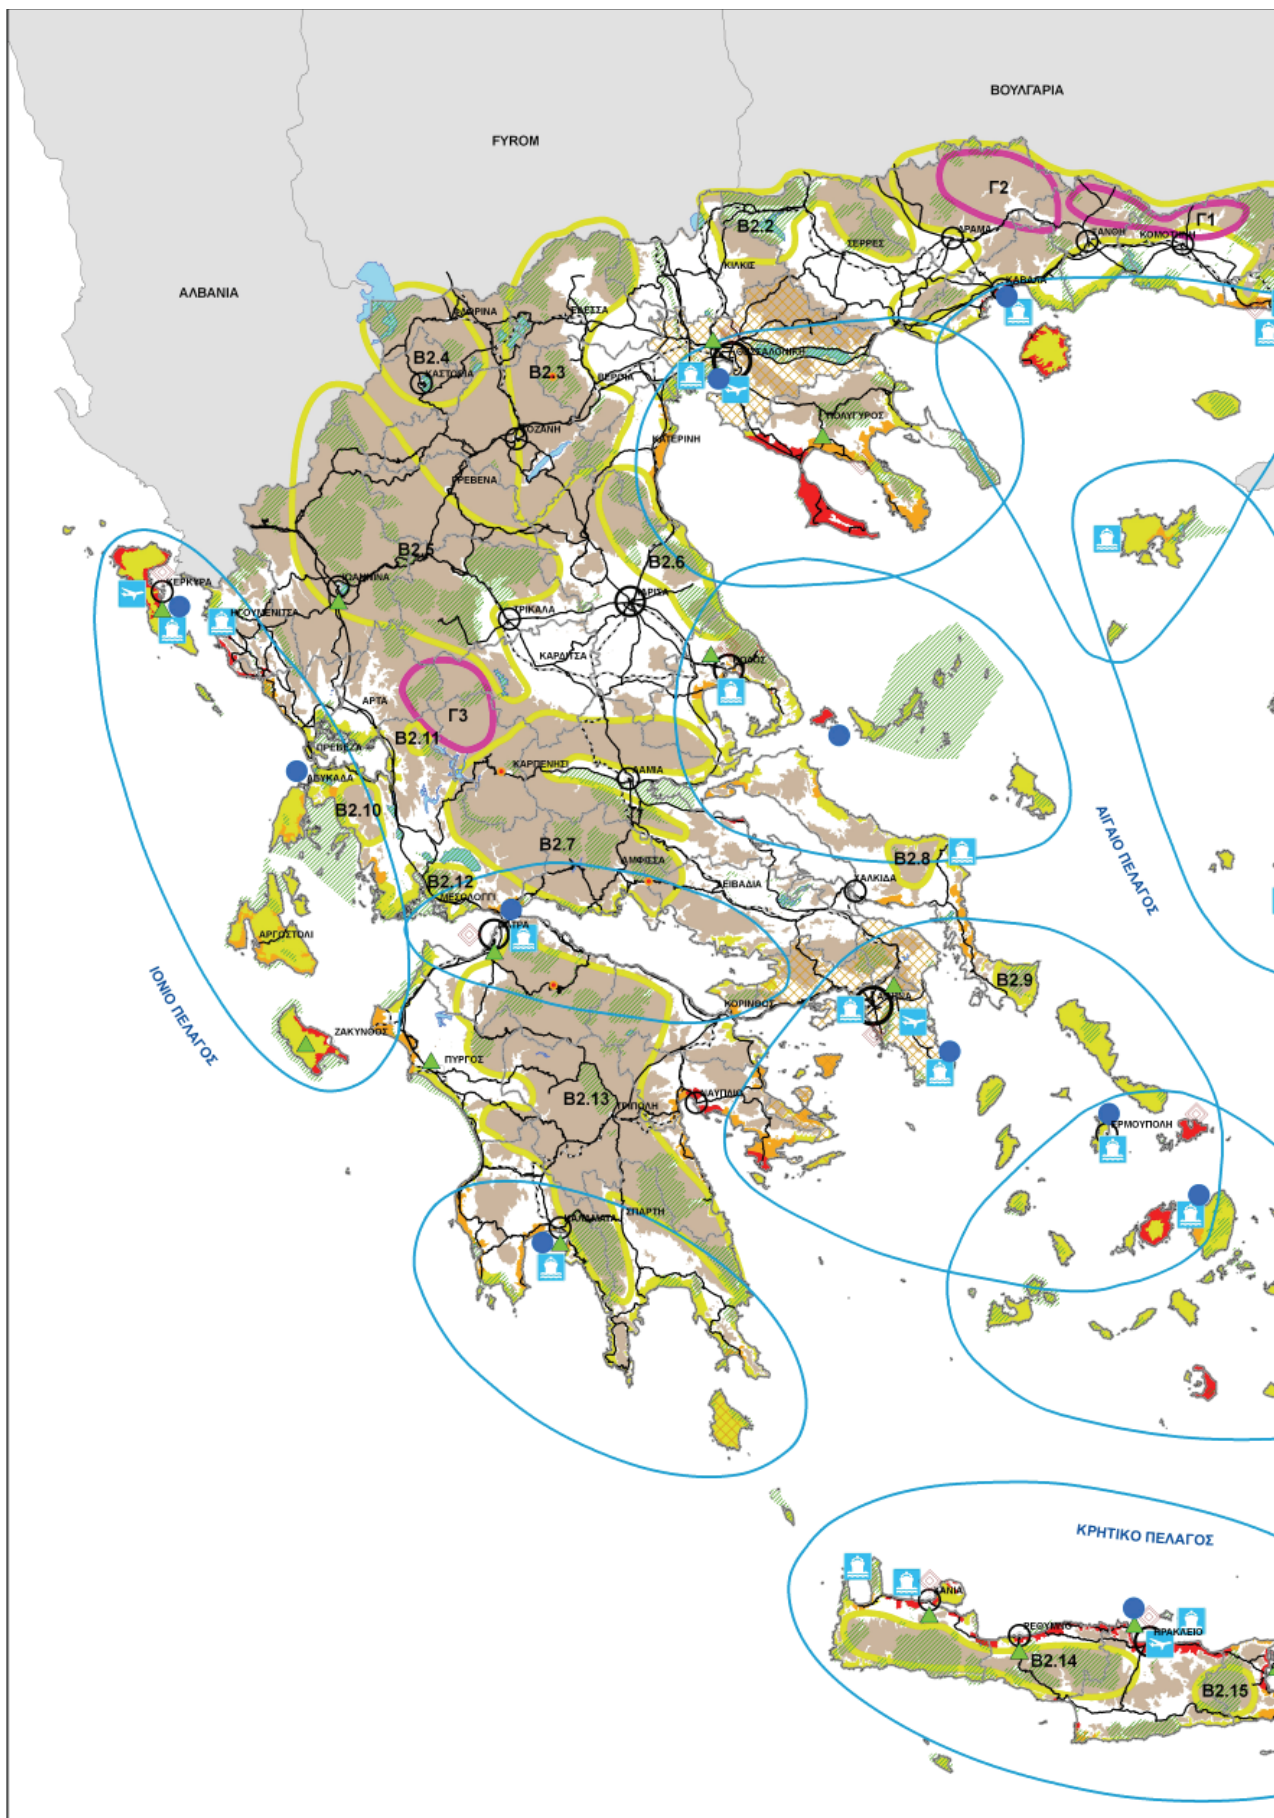 ΒΟΥΛΓΑΡΙΑ
FYROM
ΑΛΒΑΝΙΑ
Γ2
Γ1
Β2.2
ΣΕΡΡΕΣ
ΔΡΑΜΑ
ΞΑΝΘΗ
ΚΟΜΟΤΗΝΗ
ΚΙΛΚΙΣ
ΚΑΒΑΛΑ
ΦΛΩΡΙΝΑ
ΕΔΕΣΣΑ
ΘΕΣΣΑΛΟΝΙΚΗ
Β2.4
ΚΑΣΤΟΡΙΑ
Β2.3
ΒΕΡΟΙΑ
ΠΟΛΥΓΥΡΟΣ
ΚΟΖΑΝΗ
ΚΑΤΕΡΙΝΗ
ΓΡΕΒΕΝΑ
Β2.5
Β2.6
ΚΕΡΚΥΡΑ
ΙΩΑΝΝΙΝΑ
ΛΑΡΙΣΑ
ΗΓΟΥΜΕΝΙΤΣΑ
ΤΡΙΚΑΛΑ
ΚΑΡΔΙΤΣΑ
ΒΟΛΟΣ
ΑΡΤΑ
Γ3
Β2.11
ΠΡΕΒΕΖΑ
ΚΑΡΠΕΝΗΣΙ
ΛΑΜΙΑ
ΛΕΥΚΑΔΑ
Β2.10
ΑΙΓΑΙΟ ΠΕΛΑΓΟΣ
Β2.7
ΑΜΦΙΣΣΑ
Β2.8
Β2.12
ΛΕΙΒΑΔΙΑ
ΧΑΛΚΙΔΑ
ΜΕΣΟΛΟΓΓΙ
ΠΑΤΡΑ
ΑΡΓΟΣΤΟΛΙ
ΙΟΝΙΟ ΠΕΛΑΓΟΣ
Β2.9
ΑΘΗΝΑ
ΚΟΡΙΝΘΟΣ
ΖΑΚΥΝΘΟΣ
ΠΥΡΓΟΣ
Β2.13
ΝΑΥΠΛΙΟ
ΤΡΙΠΟΛΗ
ΕΡΜΟΥΠΟΛΗ
ΣΠΑΡΤΗ
ΚΑΛΑΜΑΤΑ
ΚΡΗΤΙΚΟ ΠΕΛΑΓΟΣ
ΧΑΝΙΑ
ΡΕΘΥΜΝΟ
ΗΡΑΚΛΕΙΟ
Β2.14
Β2.15